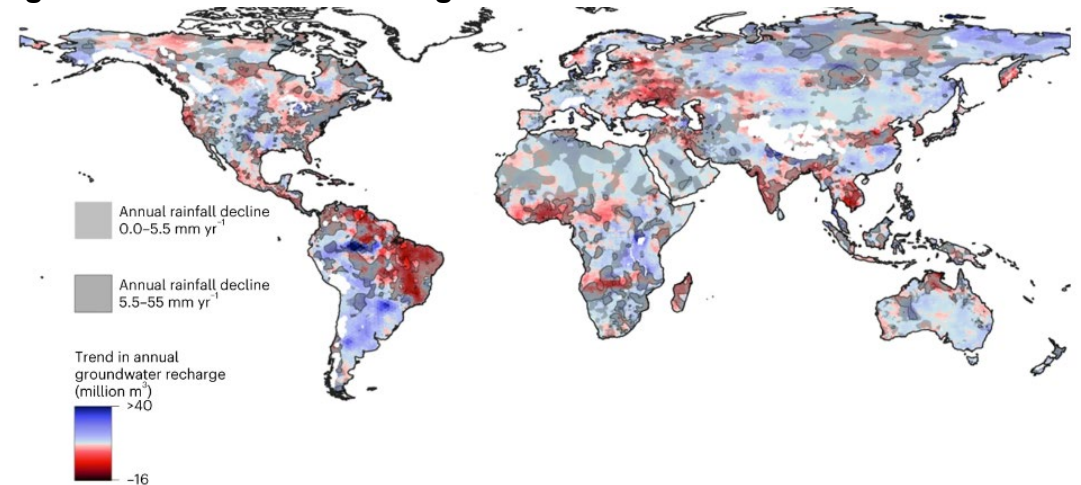 Annual rainfall decline
0.0–5.5 mm yr⁻¹
Annual rainfall decline
5.5–55 mm yr⁻¹
Trend in annual
groundwater recharge
(million m³)
>40
–16